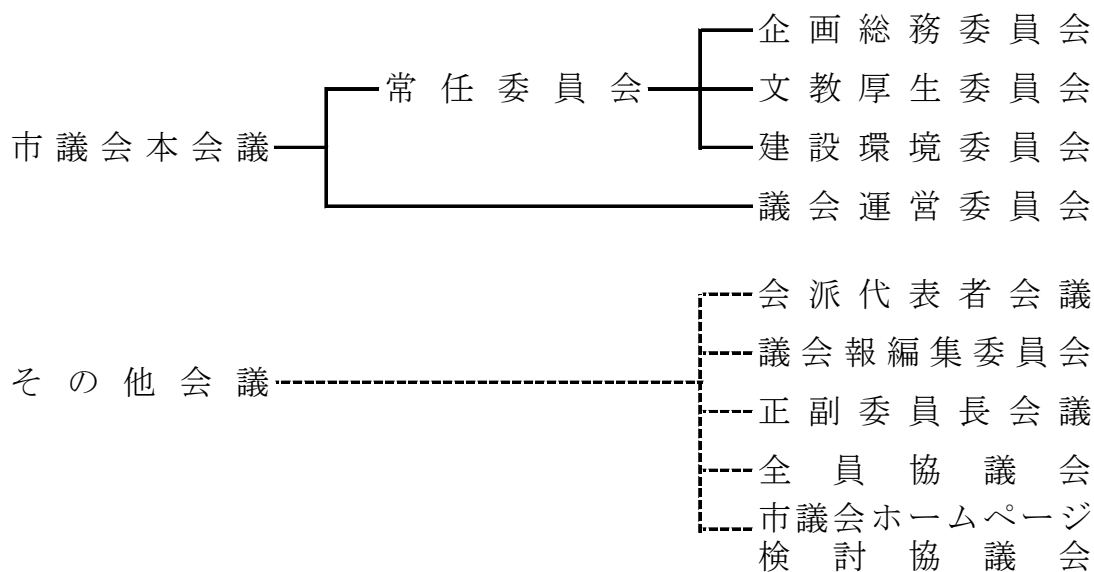 企画総務委員会
常任委員会
文教厚生委員会
市議会本会議
建設環境委員会
議会運営委員会
会派代表者会議
議会報編集委員会
その他会議
正副委員長会議
全員協議会
市議会ホームページ
検討協議会